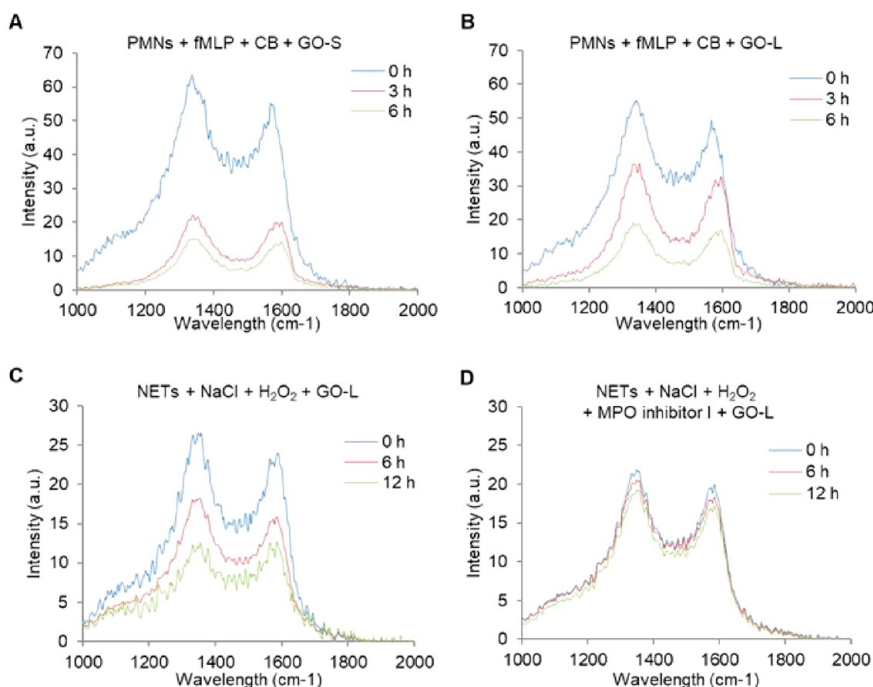 A
PMNs + fMLP + CB + GO-S
70
60
50
40
30
20
10
0
Intensity (a.u.)
0 h
3 h
6 h
1000 1200 1400 1600 1800 2000
Wavelength (cm-1)
B
PMNs + fMLP + CB + GO-L
70
60
50
40
30
20
10
0
Intensity (a.u.)
0 h
3 h
6 h
1000 1200 1400 1600 1800 2000
Wavelength (cm-1)
C
NETs + NaCl + H₂O₂ + GO-L
30
25
20
15
10
5
0
Intensity (a.u.)
0 h
6 h
12 h
1000 1200 1400 1600 1800 2000
Wavelength (cm-1)
D
NETs + NaCl + H₂O₂
+ MPO inhibitor I + GO-L
30
25
20
15
10
5
0
Intensity (a.u.)
0 h
6 h
12 h
1000 1200 1400 1600 1800 2000
Wavelength (cm-1)